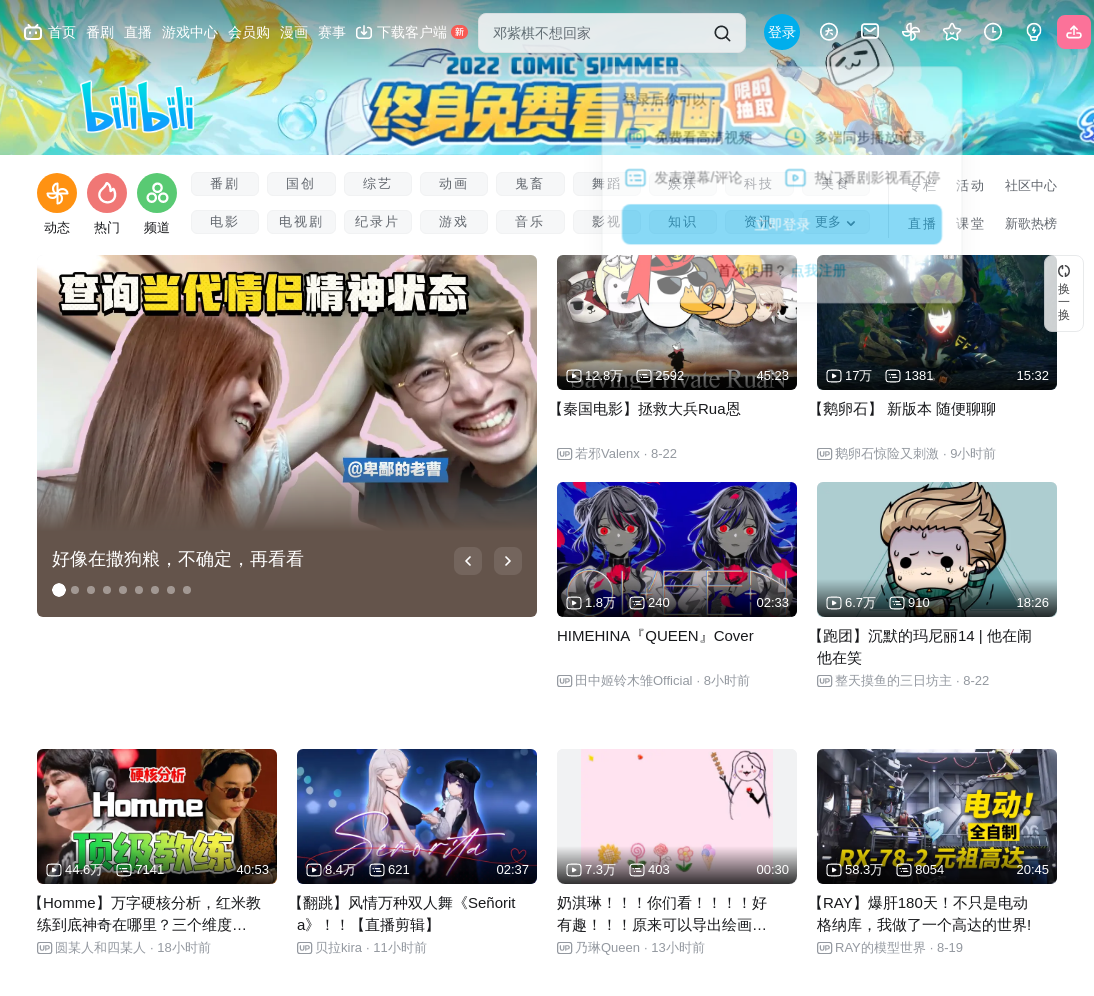 首页 番剧 直播 游戏中心 会员购 漫画 赛事 下载客户端 新
邓紫棋不想回家
登录
bilibili
2022 COMIC SUMMER
终身免费看漫画
限时
抽取
登录后你可以：
免费看高清视频
多端同步播放记录
发表弹幕/评论
热门番剧影视看不停
立即登录
首次使用？ 点我注册
动态
热门
频道
番剧 国创 综艺 动画 鬼畜 舞蹈 娱乐 科技 美食
电影 电视剧 纪录片 游戏 音乐 影视 知识 资讯 更多
专栏 活动 社区中心
直播 课堂 新歌热榜
换一换
查询当代情侣精神状态
@卑鄙的老曹
好像在撒狗粮，不确定，再看看
Saving Private RuaN
12.8万 2592 45:23
【秦国电影】拯救大兵Rua恩
UP 若邪Valenx · 8-22
17万 1381 15:32
【鹅卵石】 新版本 随便聊聊
UP 鹅卵石惊险又刺激 · 9小时前
1.8万 240 02:33
HIMEHINA『QUEEN』Cover
UP 田中姬铃木雏Official · 8小时前
6.7万 910 18:26
【跑团】沉默的玛尼丽14 | 他在闹
他在笑
UP 整天摸鱼的三日坊主 · 8-22
硬核分析
Homme
顶级教练
44.6万 7141 40:53
【Homme】万字硬核分析，红米教
练到底神奇在哪里？三个维度…
UP 圆某人和四某人 · 18小时前
Señorita
8.4万 621 02:37
【翻跳】风情万种双人舞《Señorit
a》！！【直播剪辑】
UP 贝拉kira · 11小时前
7.3万 403 00:30
奶淇琳！！！你们看！！！！好
有趣！！！原来可以导出绘画…
UP 乃琳Queen · 13小时前
电动!
全自制
RX-78-2 元祖高达
58.3万 8054 20:45
【RAY】爆肝180天！不只是电动
格纳库，我做了一个高达的世界!
UP RAY的模型世界 · 8-19